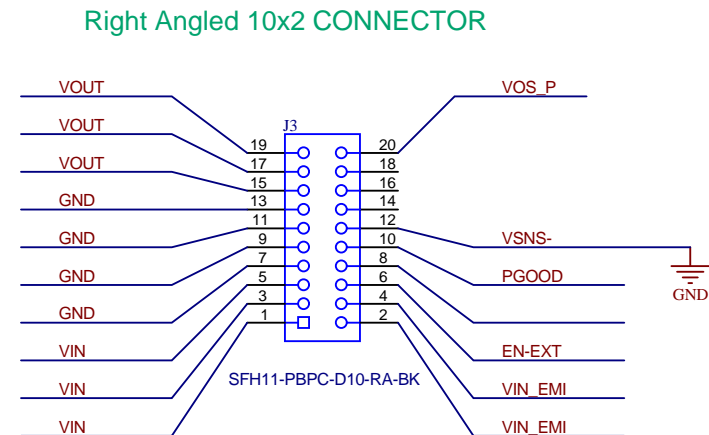 Right Angled 10x2 CONNECTOR
VOUT
VOS_P
VOUT
J3
19
20
VOUT
17
18
15
16
GND
13
14
11
12
GND
VSNS-
9
10
GND
7
8
PGOOD
GND
5
6
3
4
GND
1
2
VIN
EN-EXT
SFH11-PBPC-D10-RA-BK
VIN
VIN_EMI
VIN
VIN_EMI